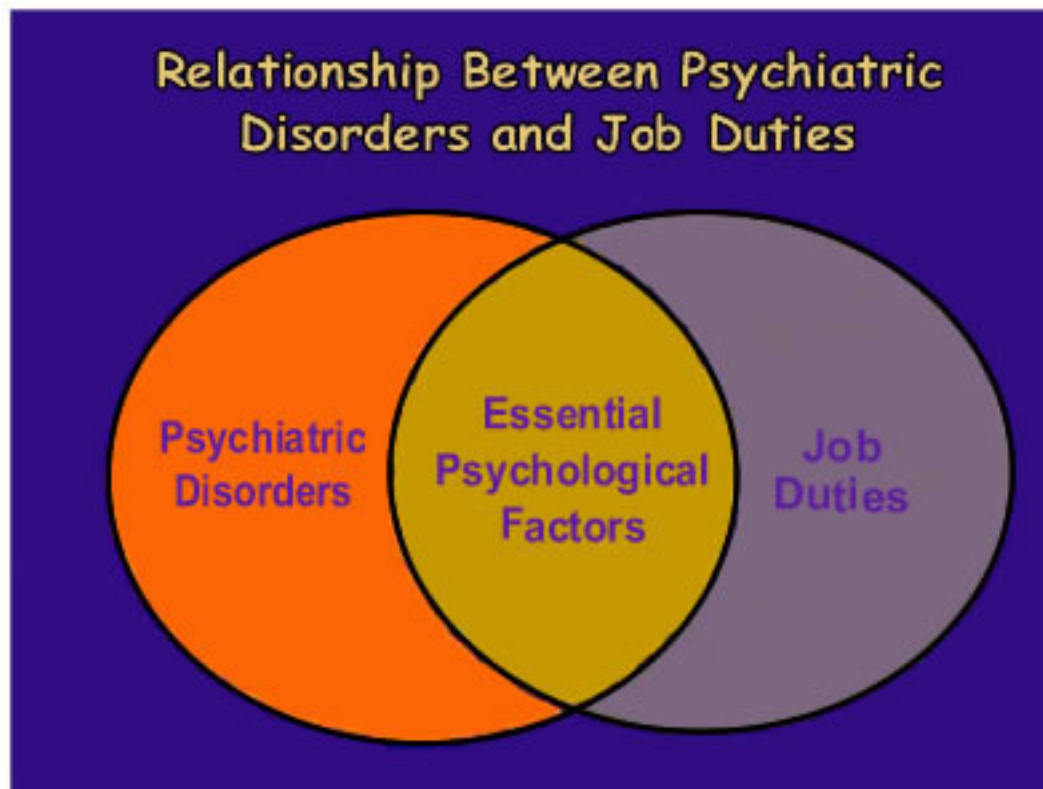 Relationship Between Psychiatric
Disorders and Job Duties
Psychiatric
Disorders
Essential
Psychological
Factors
Job
Duties